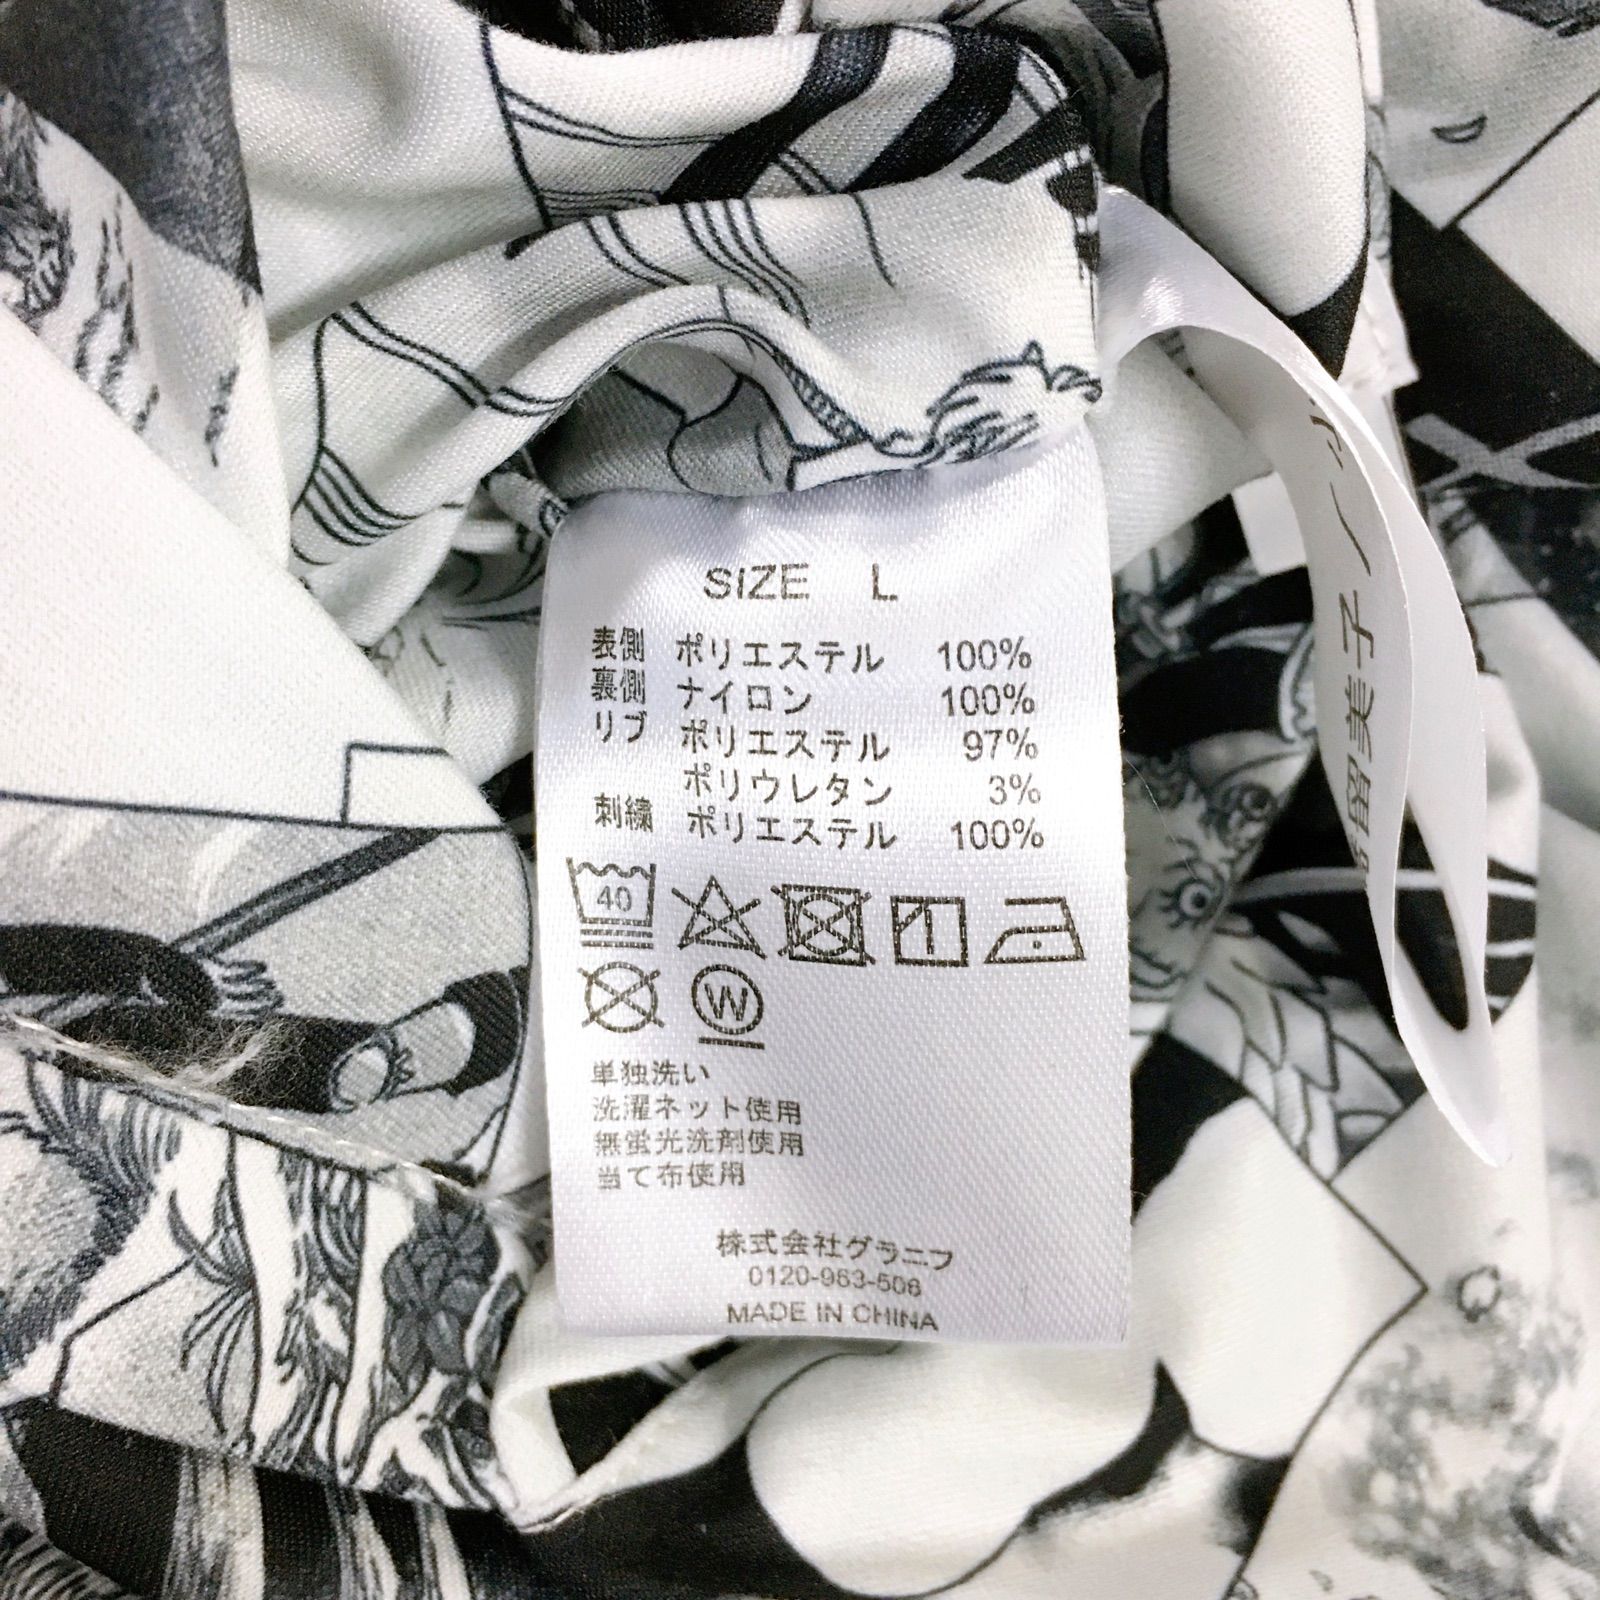 SIZE L
表側 ポリエステル 100%
裏側 ナイロン 100%
リブ ポリエステル 97%
ポリウレタン 3%
刺繍 ポリエステル 100%
40
W
単独洗い
洗濯ネット使用
無蛍光洗剤使用
当て布使用
株式会社グラニフ
0120-963-506
MADE IN CHINA
留美子